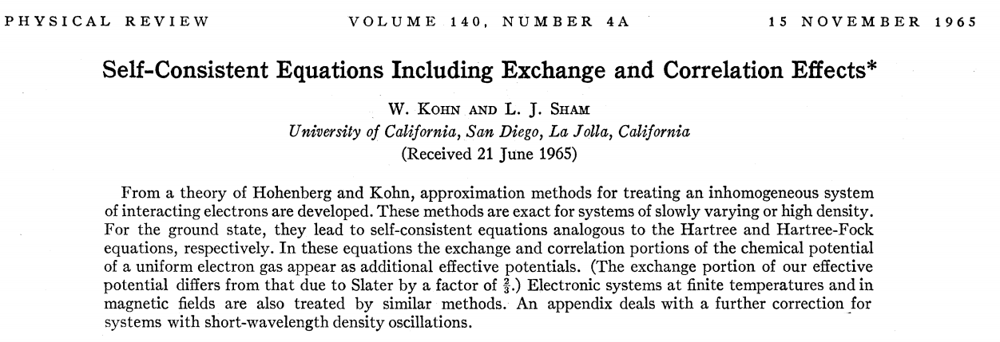 PHYSICAL REVIEW VOLUME 140, NUMBER 4A 15 NOVEMBER 1965
Self-Consistent Equations Including Exchange and Correlation Effects*
W. KOHN AND L. J. SHAM
University of California, San Diego, La Jolla, California
(Received 21 June 1965)
From a theory of Hohenberg and Kohn, approximation methods for treating an inhomogeneous system
of interacting electrons are developed. These methods are exact for systems of slowly varying or high density.
For the ground state, they lead to self-consistent equations analogous to the Hartree and Hartree-Fock
equations, respectively. In these equations the exchange and correlation portions of the chemical potential
of a uniform electron gas appear as additional effective potentials. (The exchange portion of our effective
potential differs from that due to Slater by a factor of ⅔.) Electronic systems at finite temperatures and in
magnetic fields are also treated by similar methods. An appendix deals with a further correction for
systems with short-wavelength density oscillations.